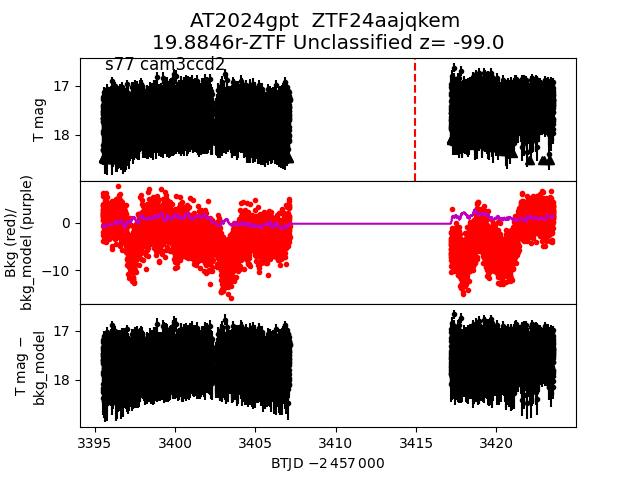 AT2024gpt  ZTF24aajqkem
19.8846r-ZTF Unclassified z= -99.0
s77 cam3ccd2
17
18
T mag
0
−10
Bkg (red)/
bkg_model (purple)
17
18
T mag −
bkg_model
3395 3400 3405 3410 3415 3420
BTJD −2 457 000